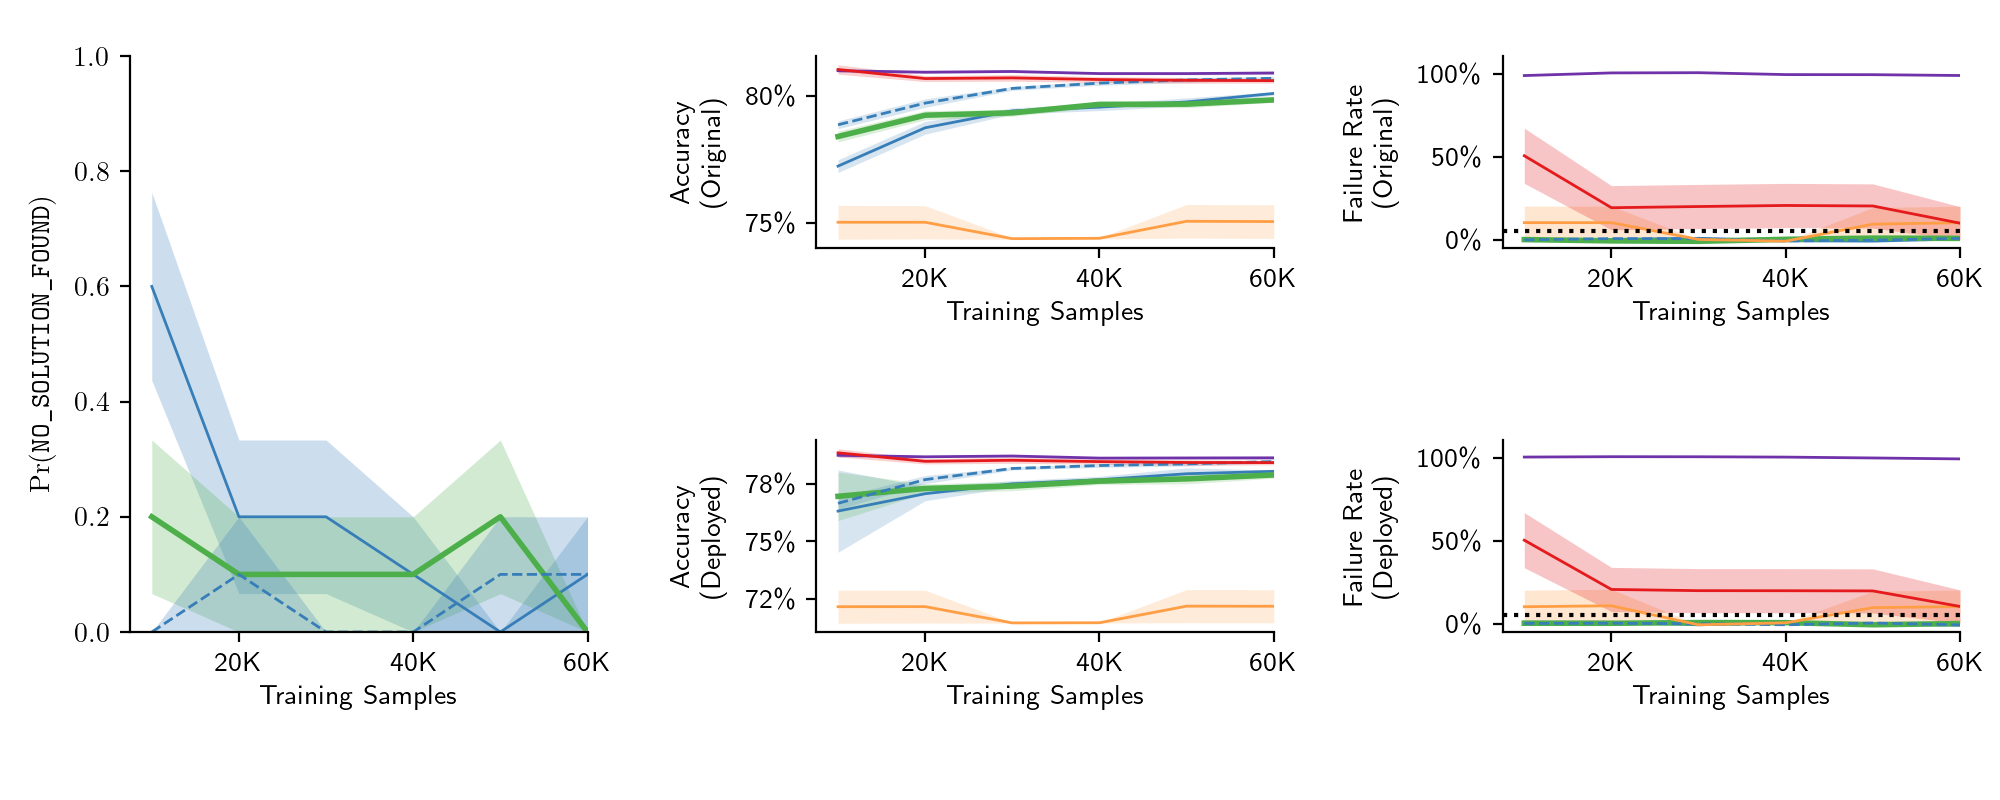 Pr(NO_SOLUTION_FOUND)
1.0
0.8
0.6
0.4
0.2
0.0
20K 40K 60K
Training Samples
Accuracy
(Original)
80%
75%
20K 40K 60K
Training Samples
Failure Rate
(Original)
100%
50%
0%
20K 40K 60K
Training Samples
Accuracy
(Deployed)
78%
75%
72%
20K 40K 60K
Training Samples
Failure Rate
(Deployed)
100%
50%
0%
20K 40K 60K
Training Samples